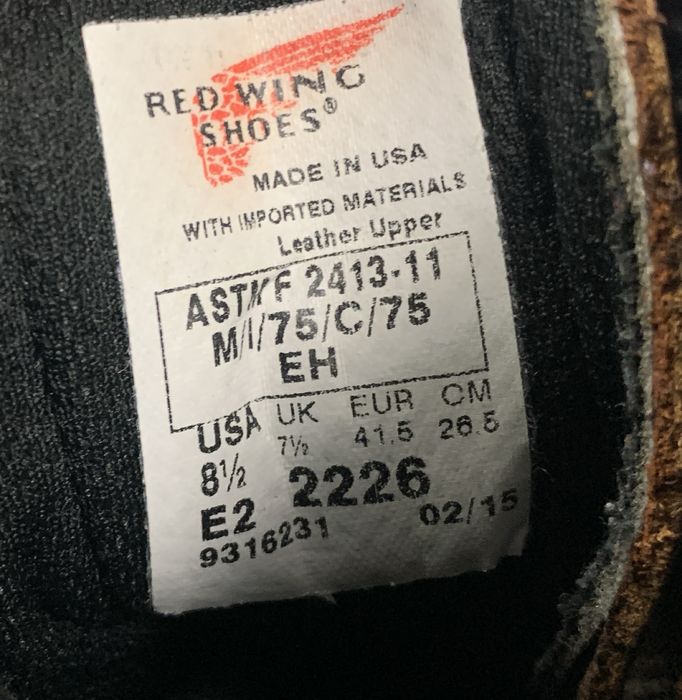 RED WING
SHOES®
MADE IN USA
WITH IMPORTED MATERIALS
Leather Upper
ASTM F 2413-11
M/I/75/C/75
EH
USA UK EUR CM
8½ 7½ 41.5 26.5
E2 2226
9316231 02/15